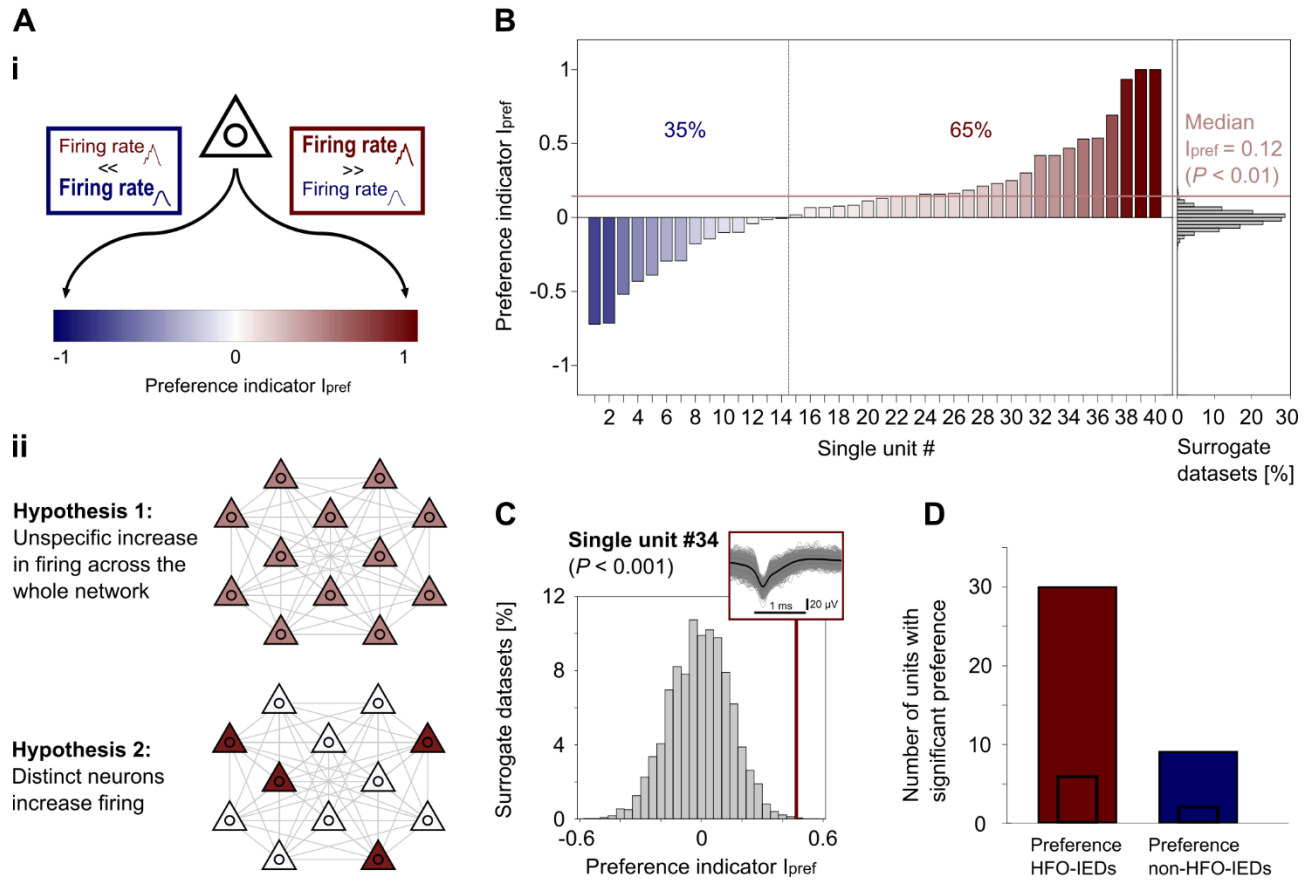 A
i
Firing rate
<<
Firing rate
Firing rate
>>
Firing rate
-1
0
1
Preference indicator Ipref
ii
Hypothesis 1:
Unspecific increase
in firing across the
whole network
Hypothesis 2:
Distinct neurons
increase firing
B
Preference indicator Ipref
1
0.5
0
-0.5
-1
35%
65%
Median
Ipref = 0.12
(P < 0.01)
2 4 6 8 10 12 14 16 18 20 22 24 26 28 30 32 34 36 38 40
Single unit #
0 10 20 30
Surrogate
datasets [%]
C
Single unit #34
(P < 0.001)
1 ms
20 µV
Surrogate datasets [%]
12
8
4
0
-0.6 0 0.6
Preference indicator Ipref
D
Number of units with
significant preference
30
20
10
0
Preference
HFO-IEDs
Preference
non-HFO-IEDs